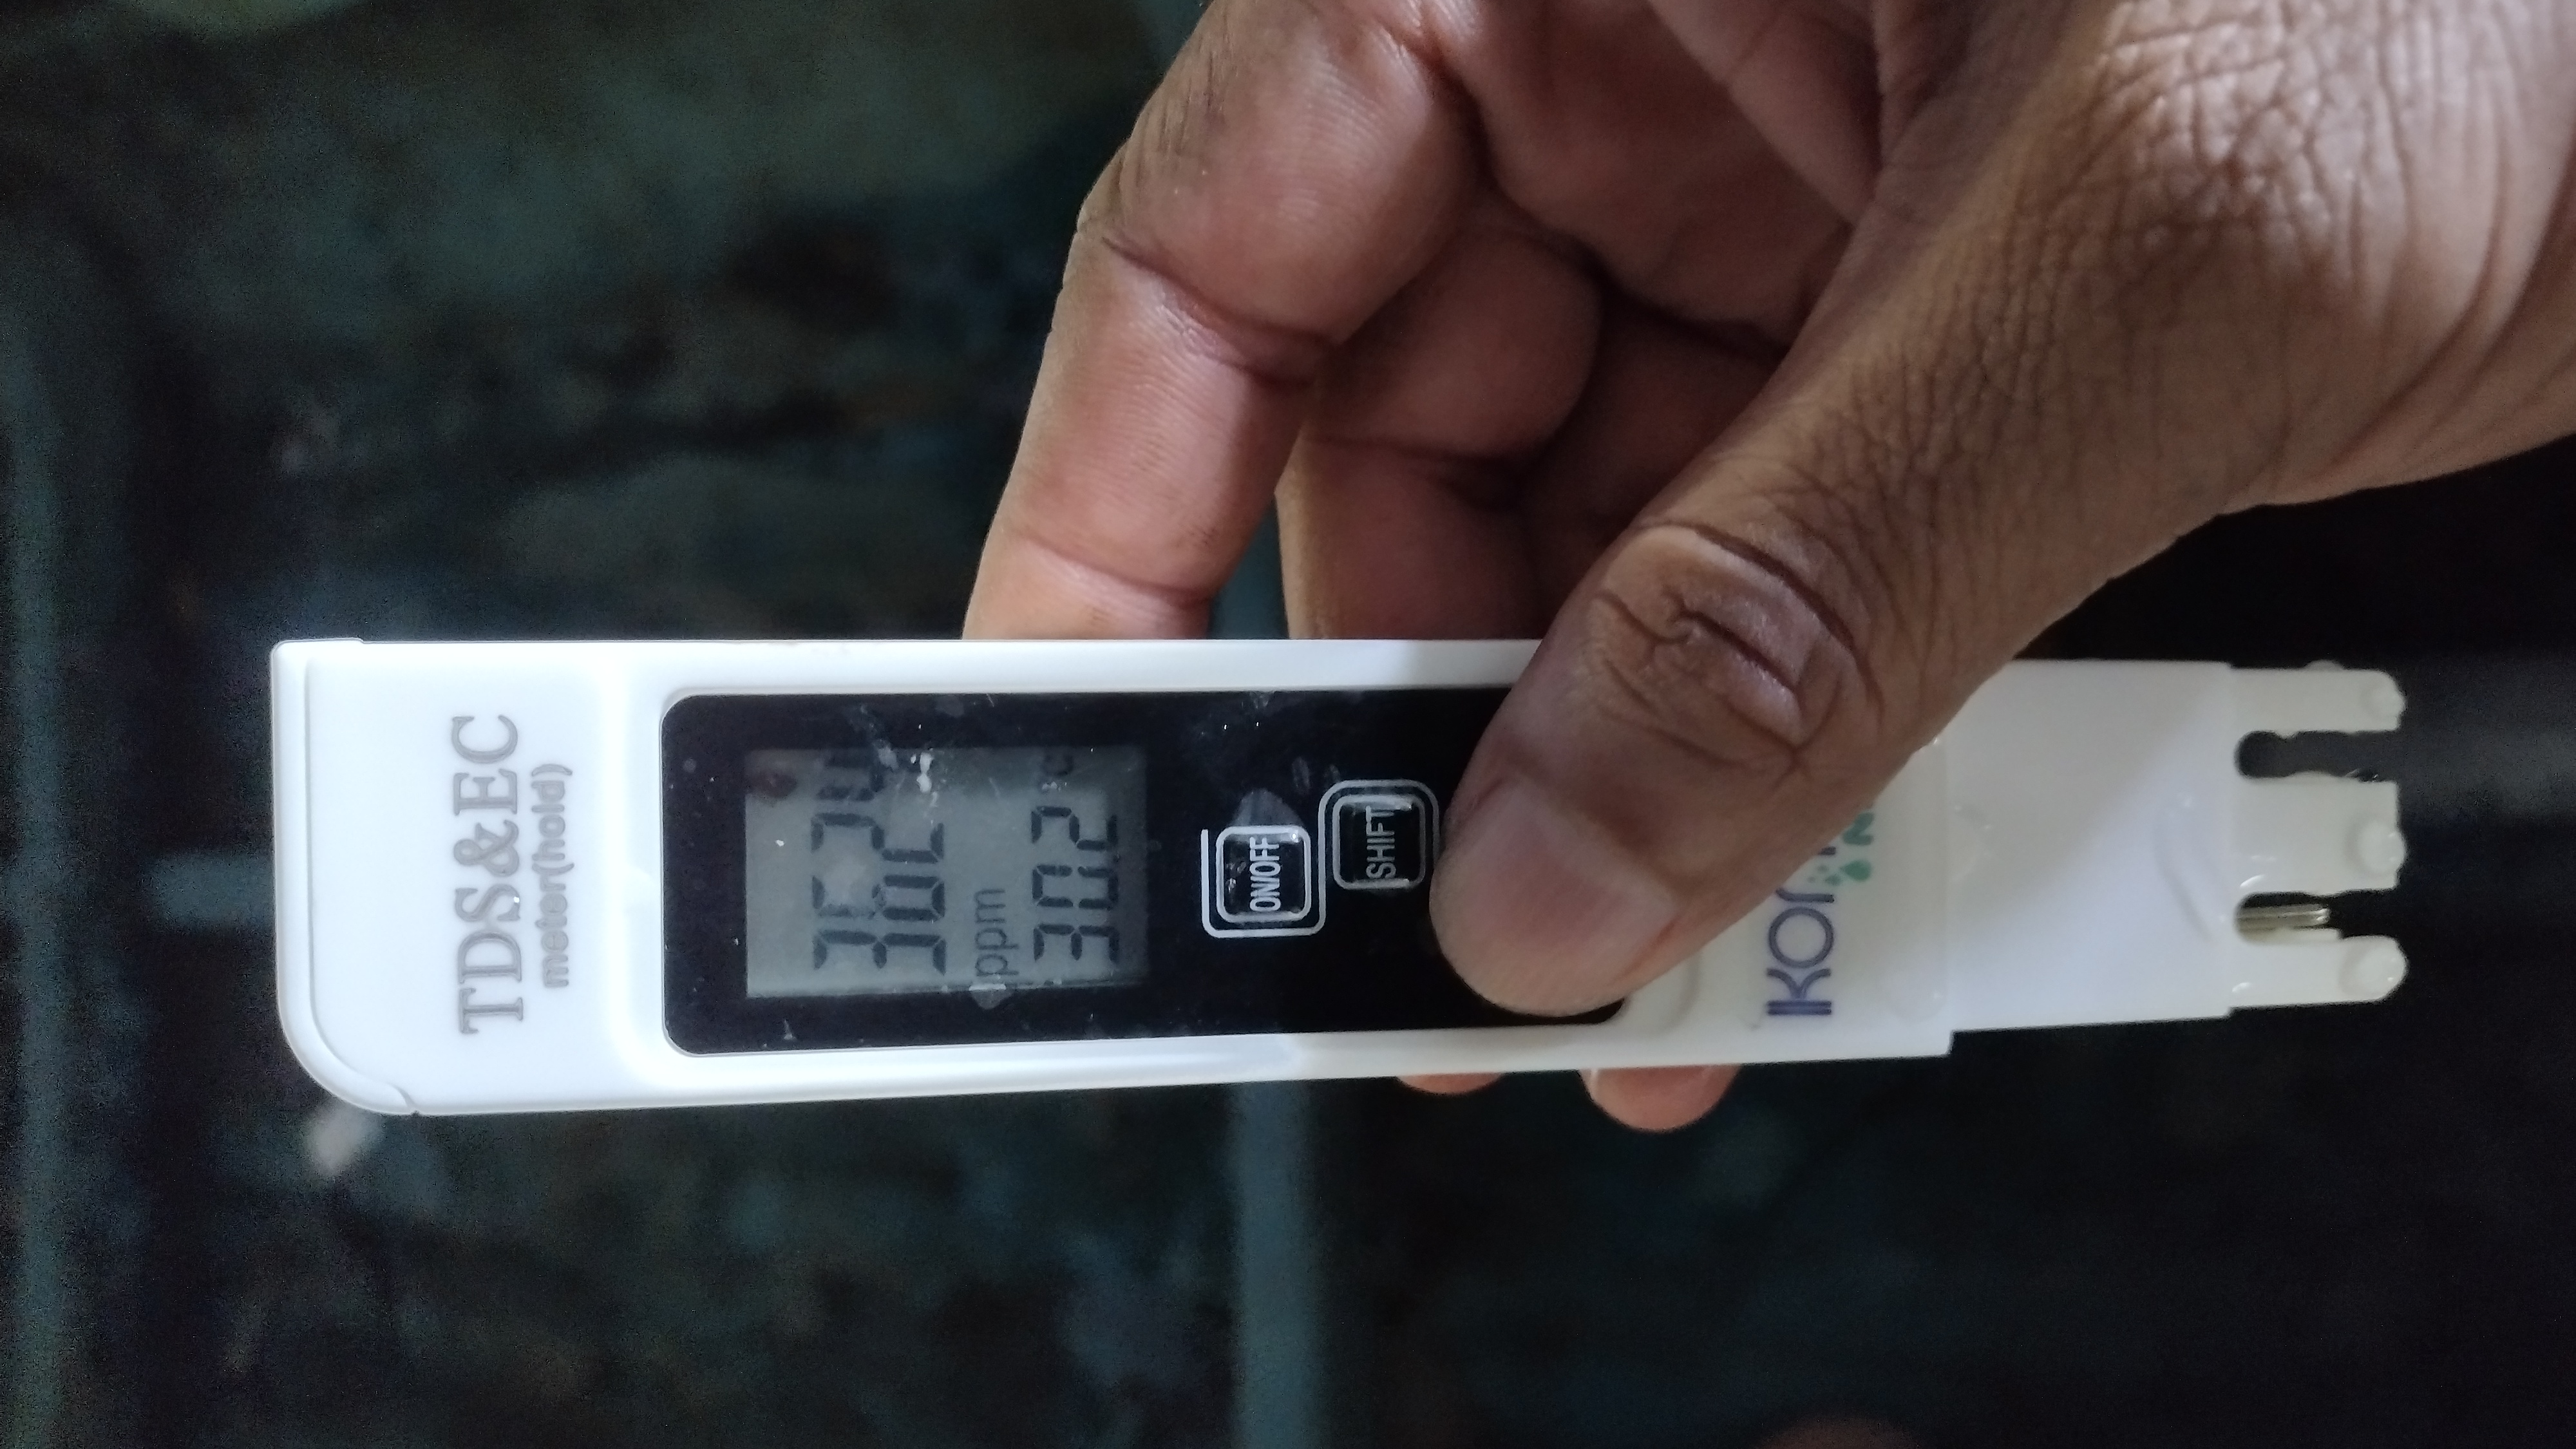 TDS&EC
meter(hold)
362
ppm
30.2 °C
ON/OFF
SHIFT